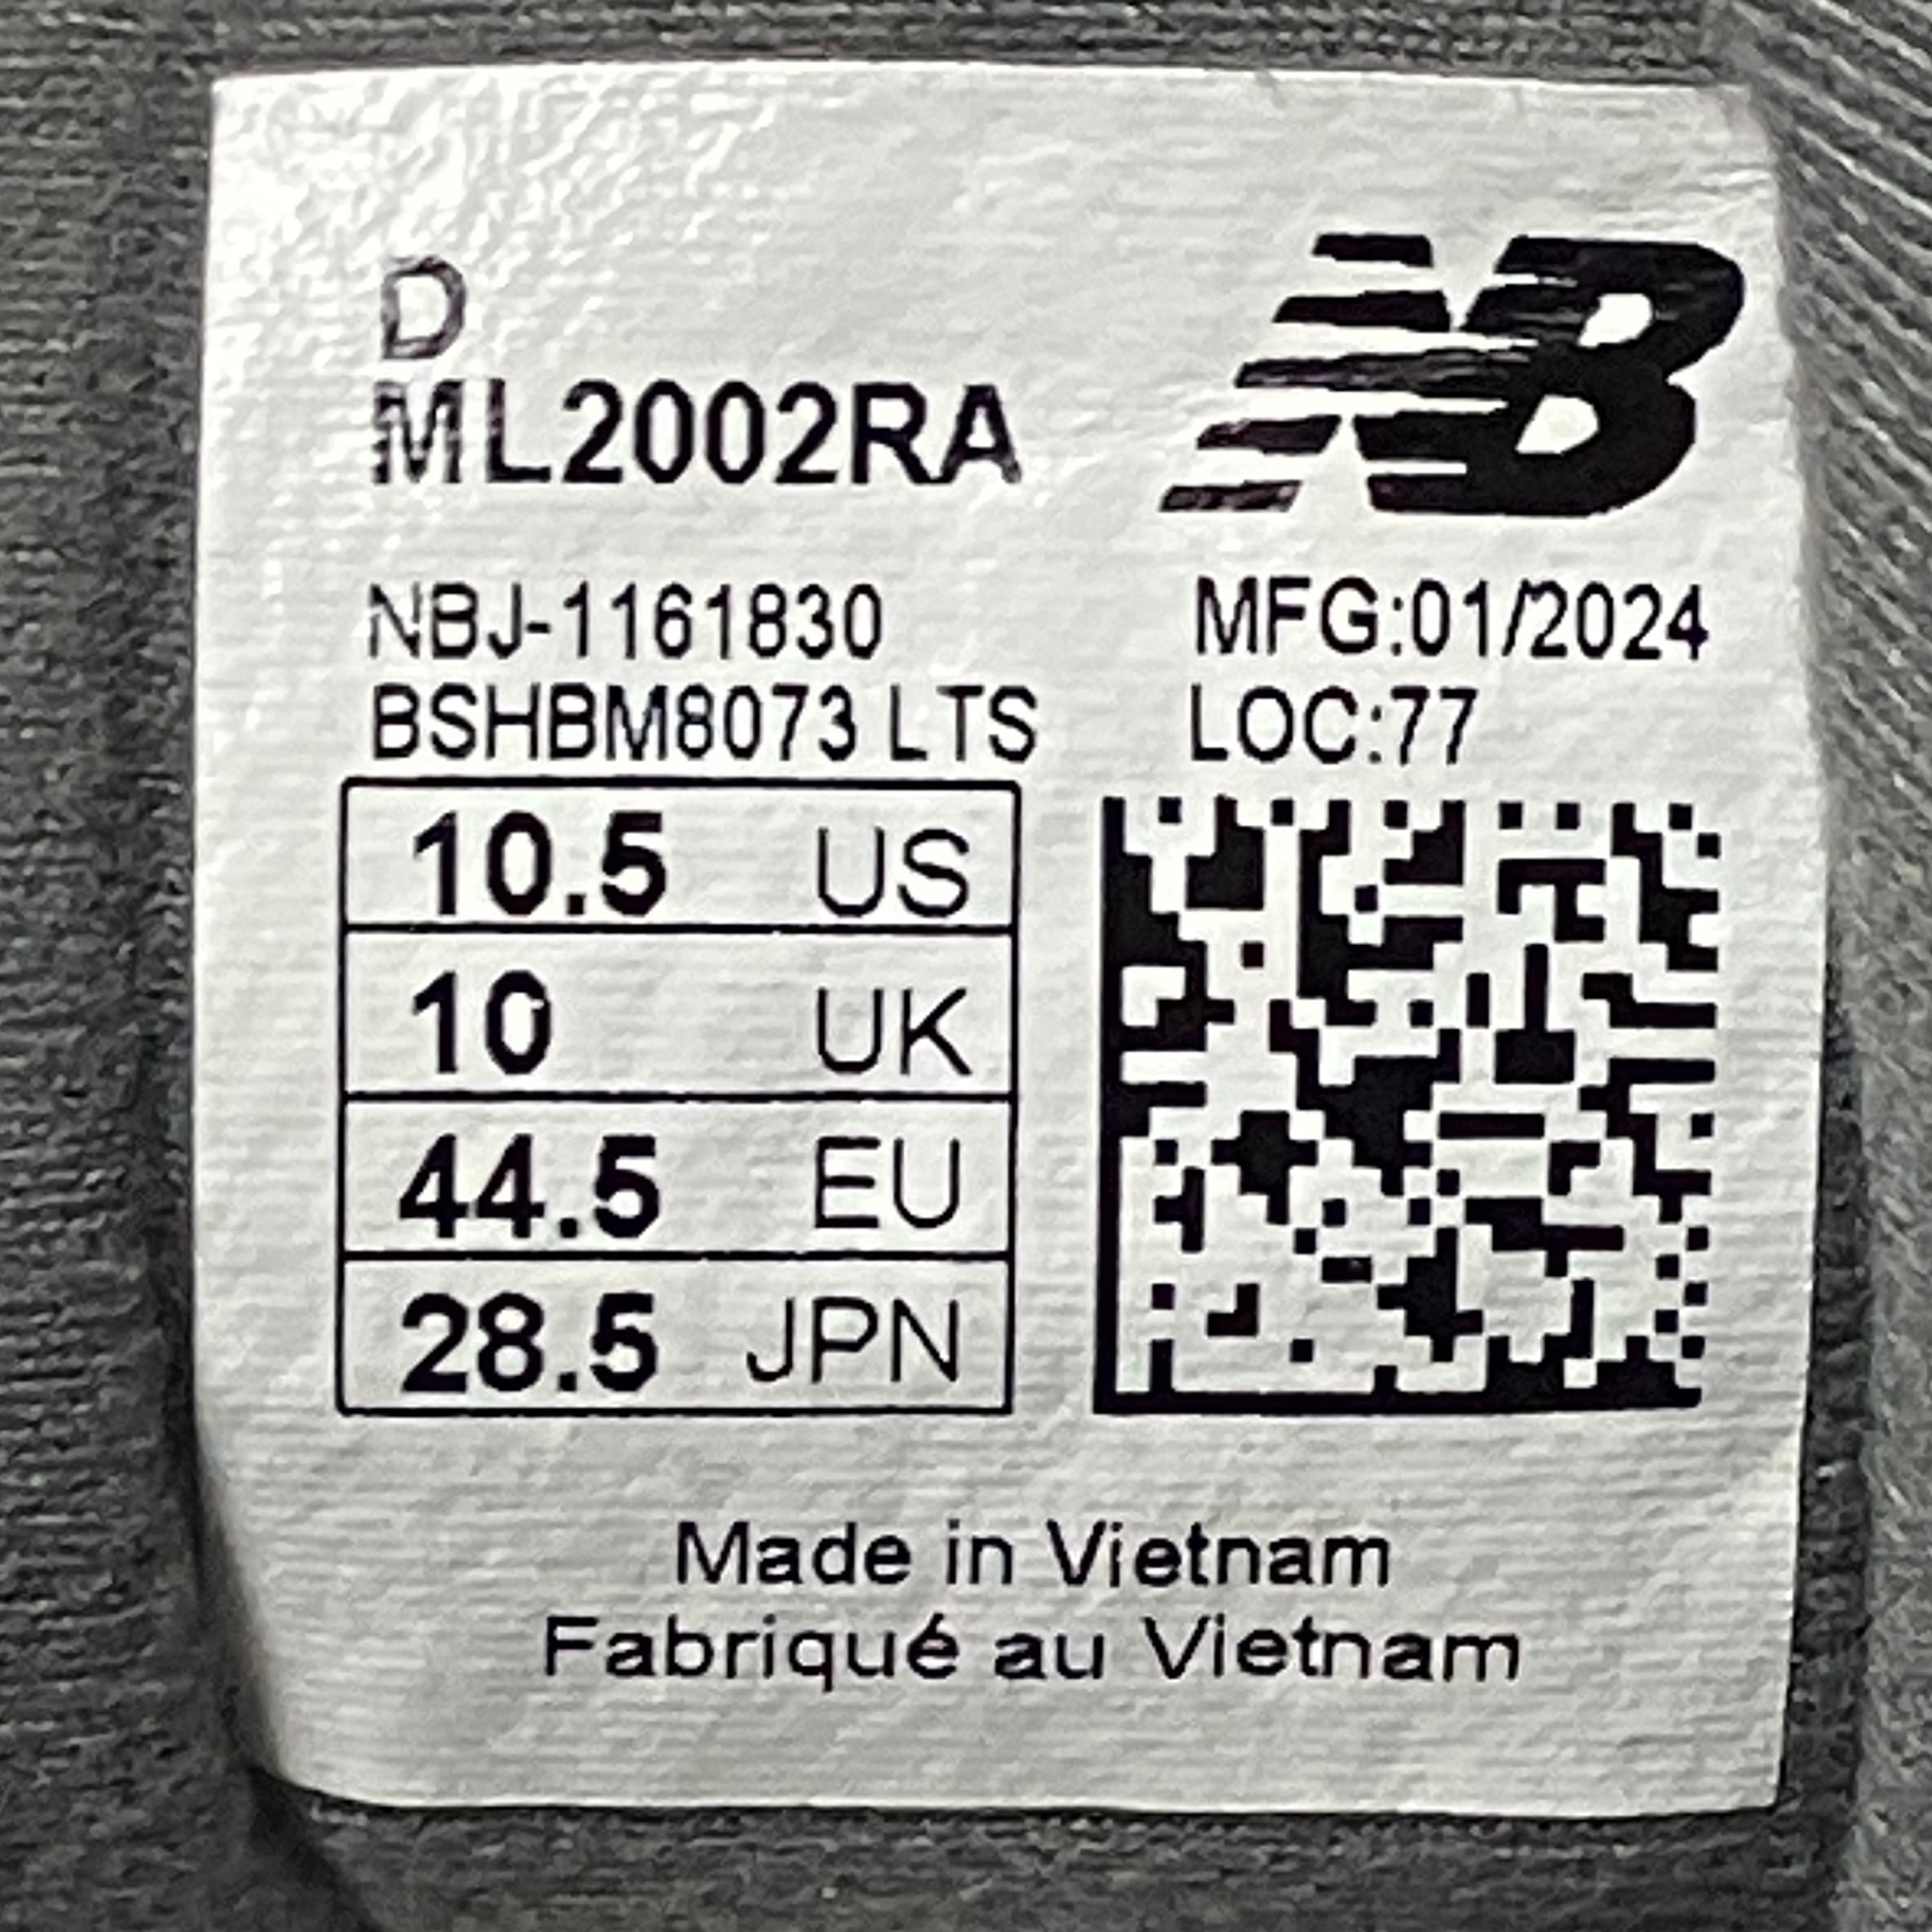 D
ML2002RA
NB
NBJ-1161830
MFG:01/2024
BSHBM8073 LTS
LOC:77
10.5 US
10 UK
44.5 EU
28.5 JPN
Made in Vietnam
Fabriqué au Vietnam